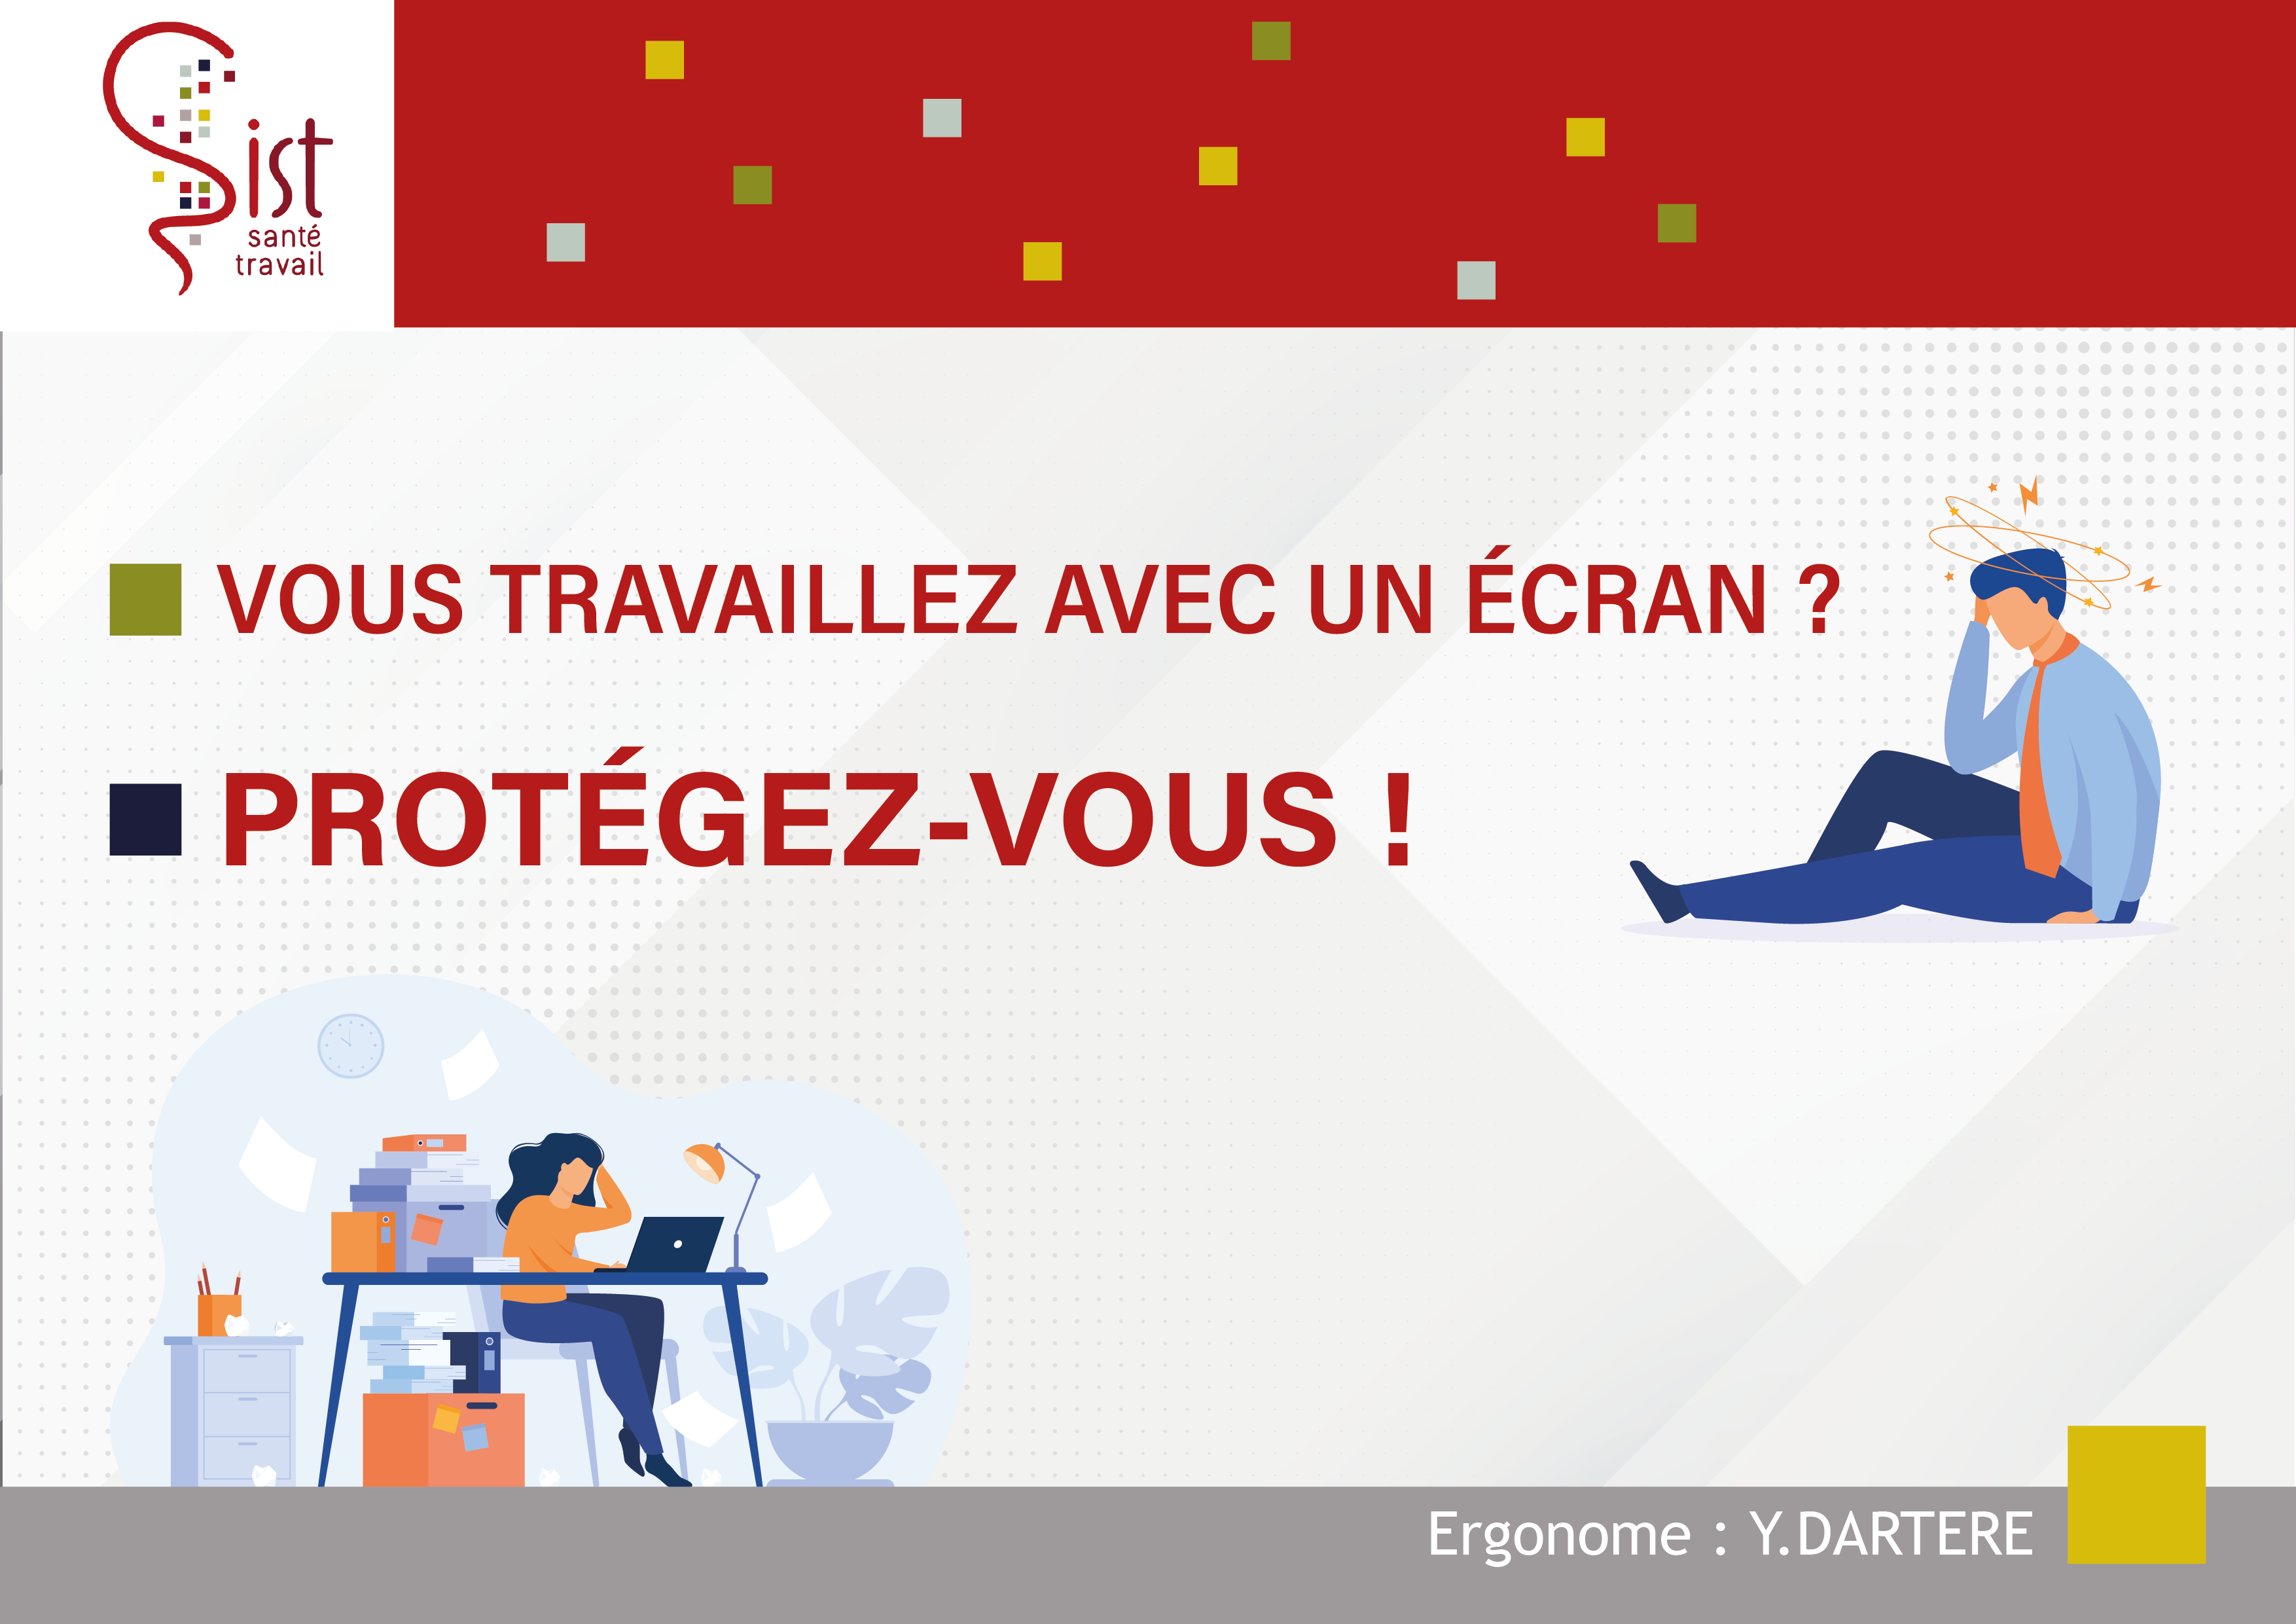 Sist
santé
travail
VOUS TRAVAILLEZ AVEC UN ÉCRAN ?
PROTÉGEZ-VOUS !
Ergonome : Y.DARTERE